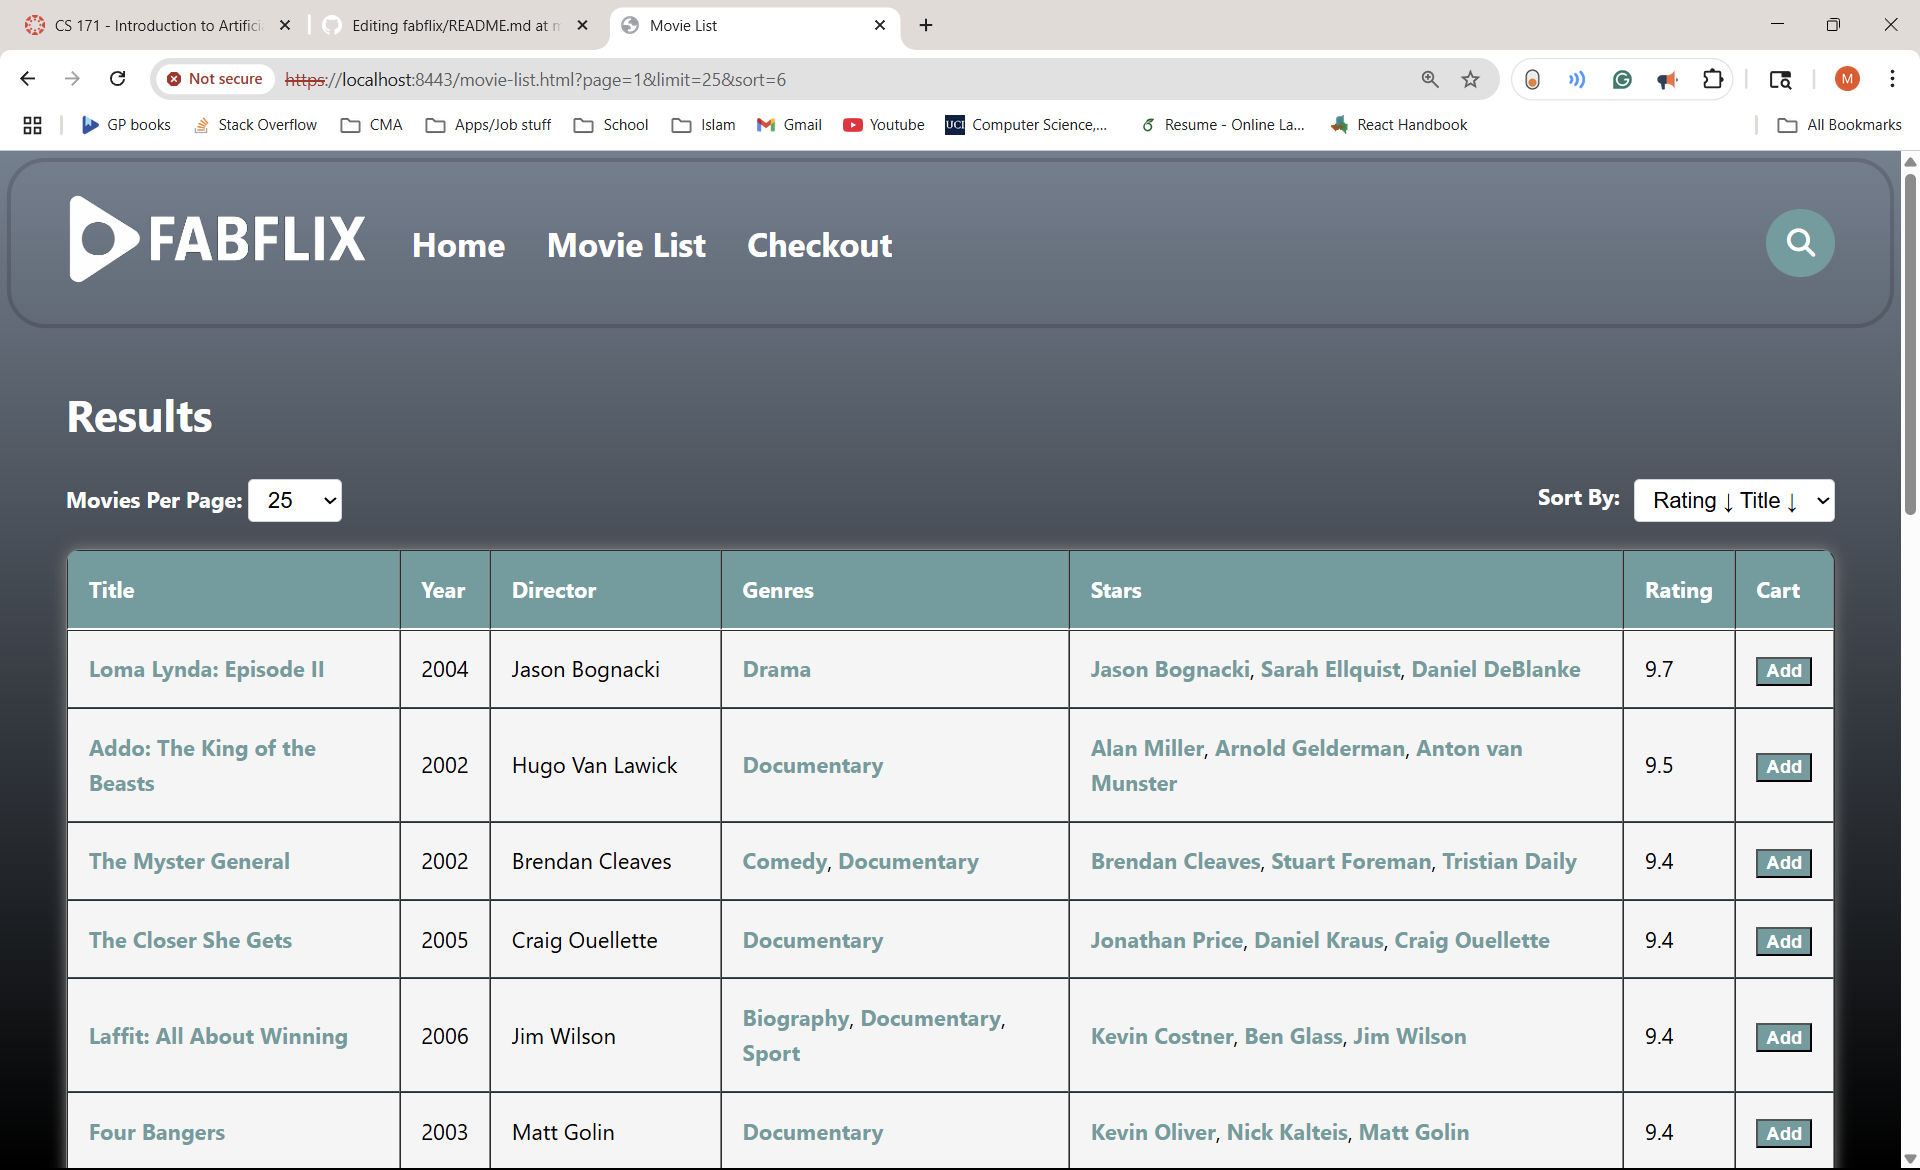 CS 171 - Introduction to Artific
Editing fabflix/README.md at m
Movie List
Not secure
https://localhost:8443/movie-list.html?page=1&limit=25&sort=6
M
GP books
Stack Overflow
CMA
Apps/Job stuff
School
Islam
Gmail
Youtube
UCI
Computer Science,...
Resume - Online La...
React Handbook
All Bookmarks
FABFLIX
Home
Movie List
Checkout
Results
Movies Per Page: 25
Sort By: Rating ↓ Title ↓
Title Year Director Genres Stars Rating Cart
Loma Lynda: Episode II 2004 Jason Bognacki Drama Jason Bognacki, Sarah Ellquist, Daniel DeBlanke 9.7 Add
Addo: The King of the
Beasts
2002 Hugo Van Lawick Documentary
Alan Miller, Arnold Gelderman, Anton van
Munster
9.5 Add
The Myster General 2002 Brendan Cleaves Comedy, Documentary Brendan Cleaves, Stuart Foreman, Tristian Daily 9.4 Add
The Closer She Gets 2005 Craig Ouellette Documentary Jonathan Price, Daniel Kraus, Craig Ouellette 9.4 Add
Laffit: All About Winning 2006 Jim Wilson
Biography, Documentary,
Sport
Kevin Costner, Ben Glass, Jim Wilson 9.4 Add
Four Bangers 2003 Matt Golin Documentary Kevin Oliver, Nick Kalteis, Matt Golin 9.4 Add